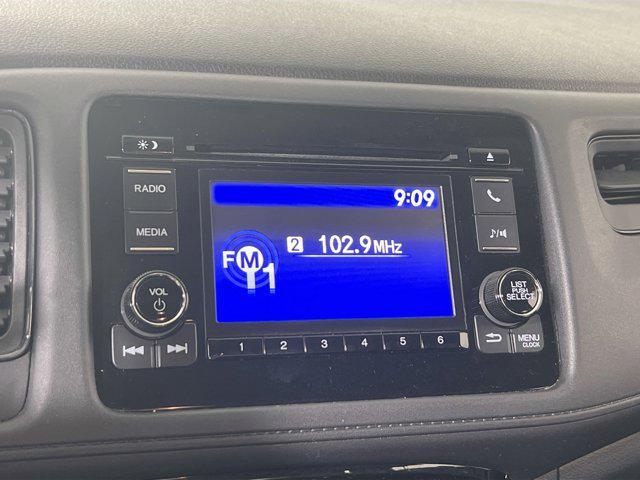 9:09
RADIO
MEDIA
2 102.9MHz
FM1
VOL
LIST
PUSH
SELECT
1 2 3 4 5 6
MENU
CLOCK